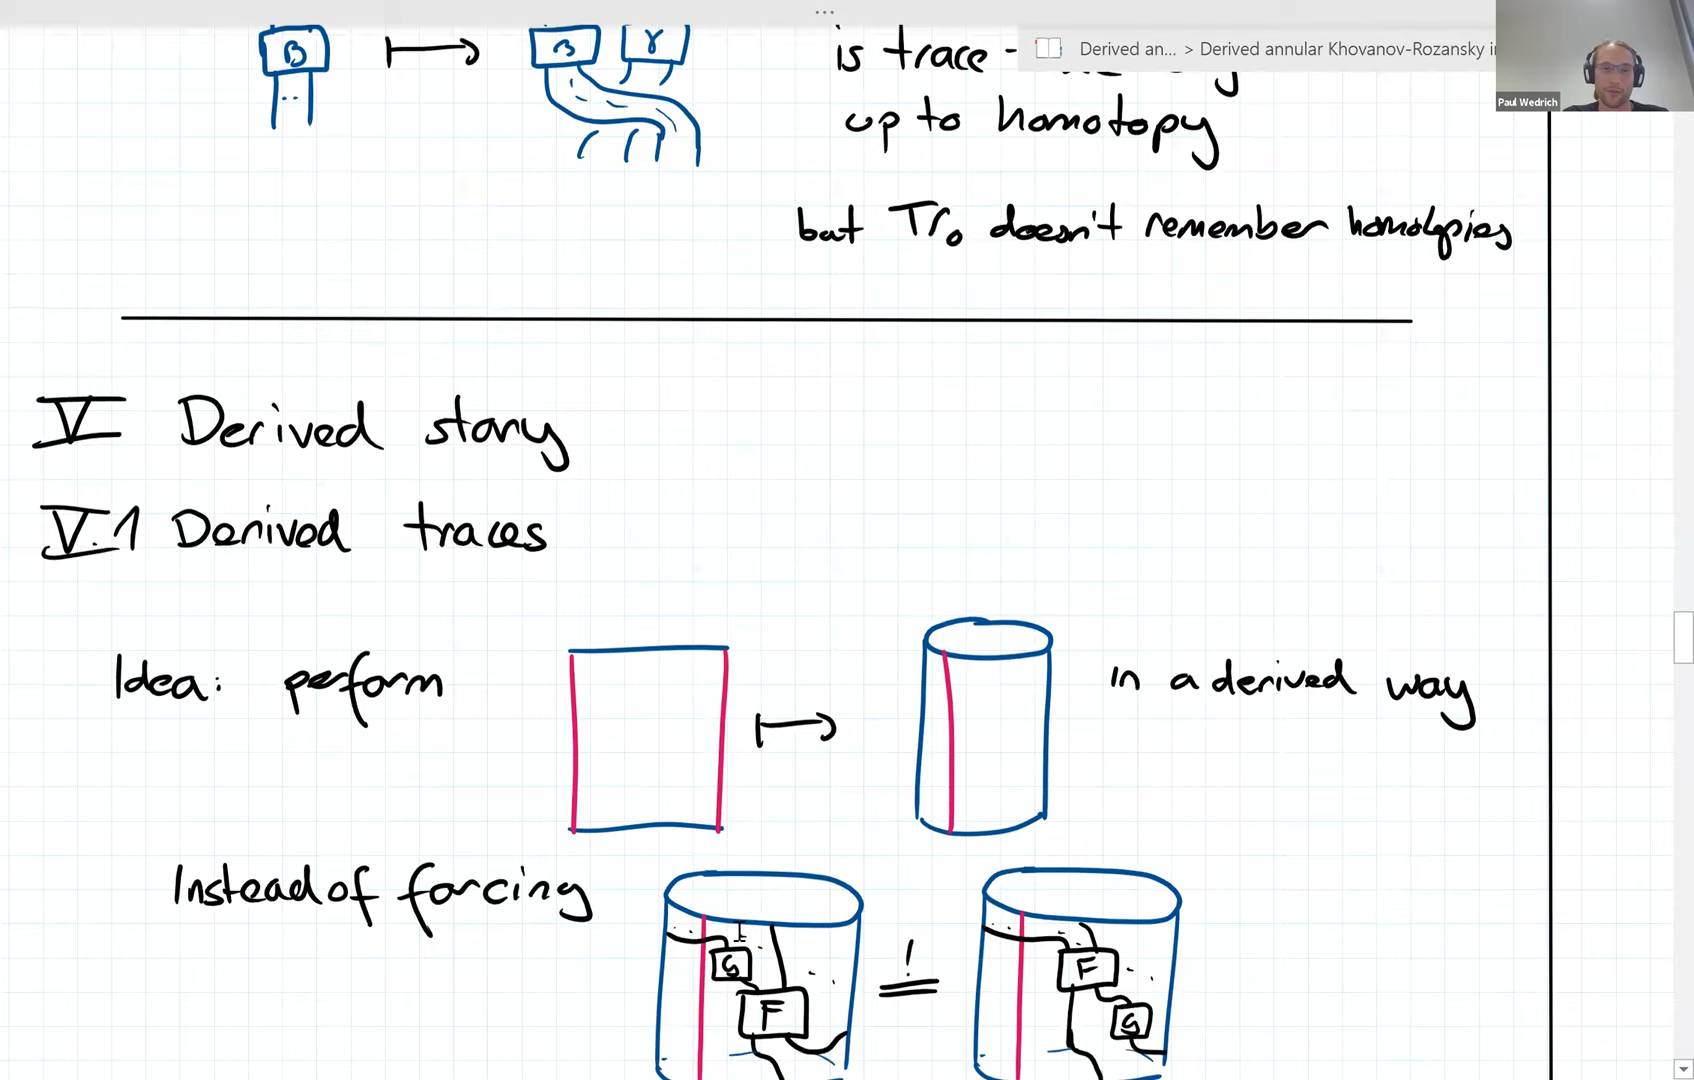 Derived an... > Derived annular Khovanov-Rozansky i
Paul Wedrich
B ↦ B γ
is trace -
up to homotopy
but Tr₀ doesn't remember homotopies
V Derived story
V.1 Derived traces
Idea: perform ↦ in a derived way
Instead of forcing
G ! F
F = G